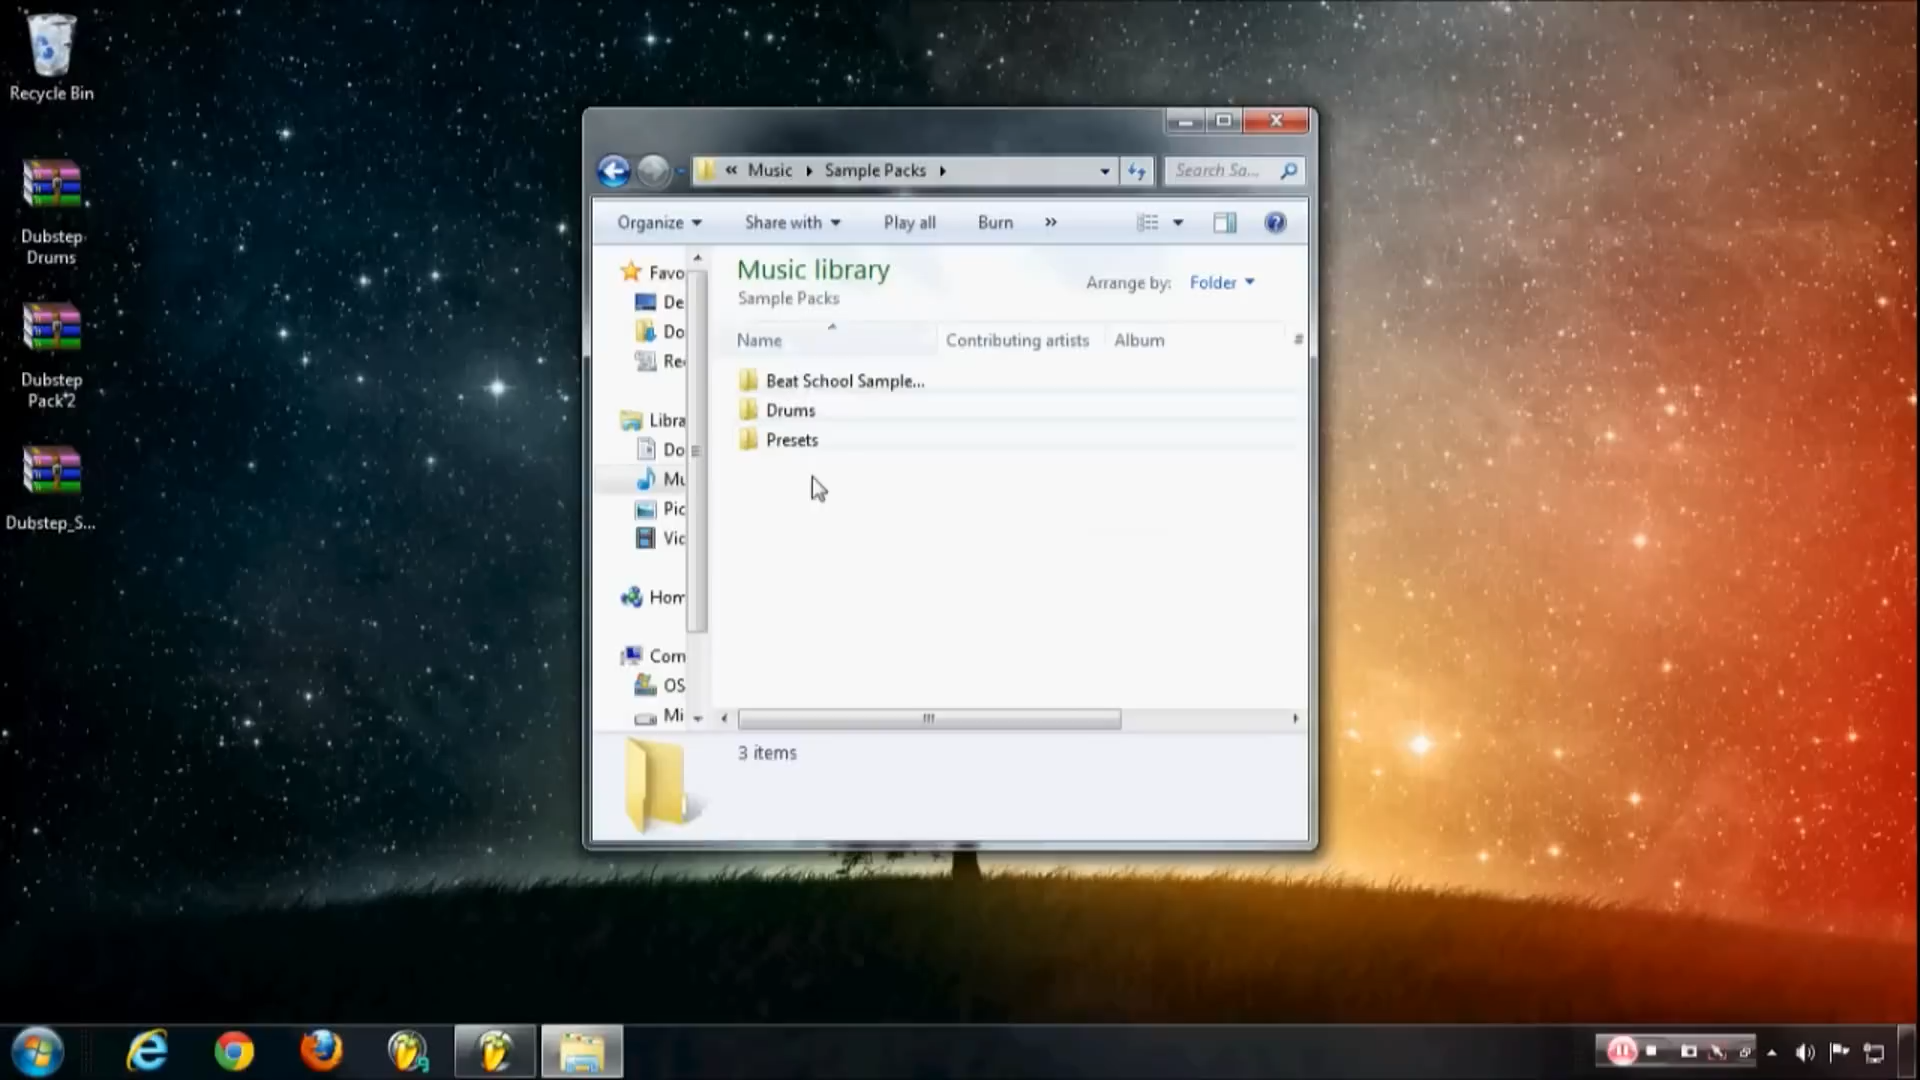 Recycle Bin
Dubstep
Drums
Dubstep
Pack 2
Dubstep_S...
« Music ▸ Sample Packs ▸
Search Sa...
Organize
Share with
Play all
Burn
»
Favo
De
Do
Re
Libra
Do
Mu
Pic
Vic
Hom
Com
OS
Mi
Music library
Sample Packs
Arrange by: Folder
Name
Contributing artists
Album
#
Beat School Sample...
Drums
Presets
3 items